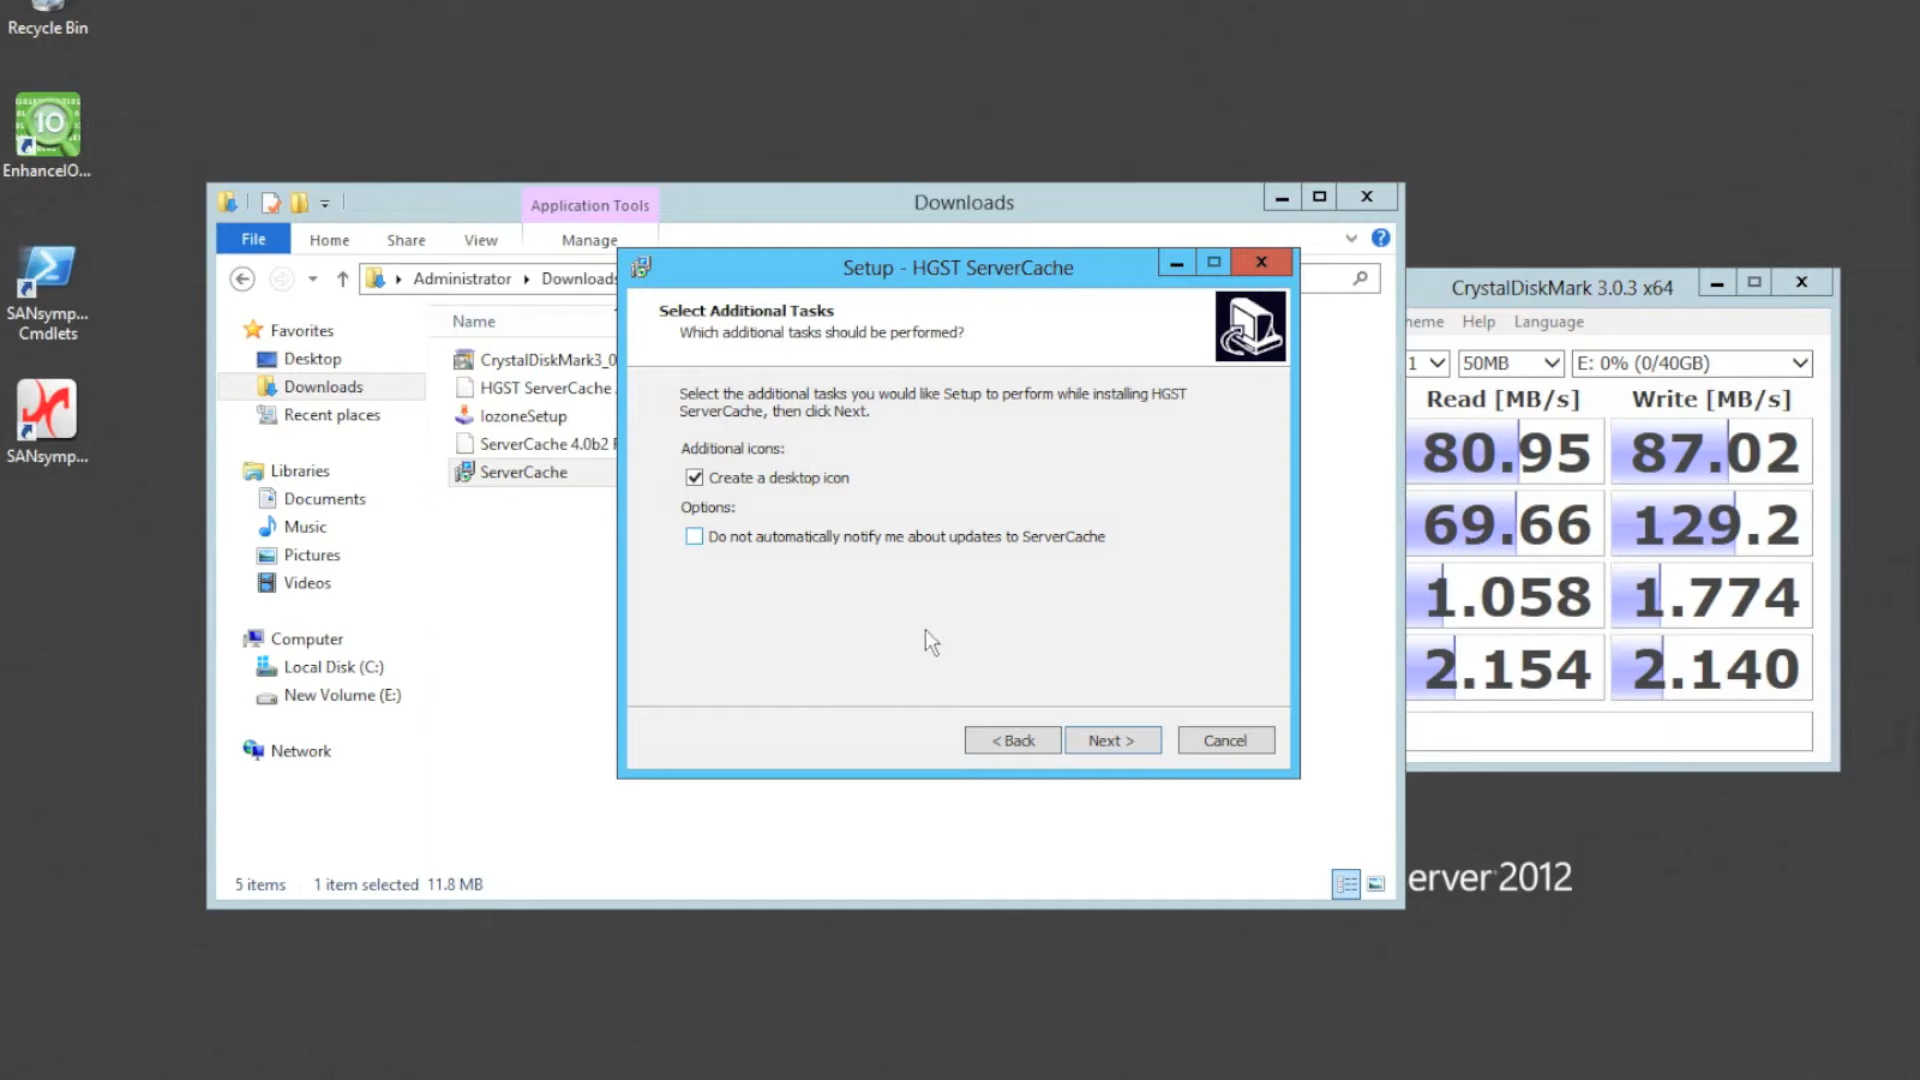 Recycle Bin
EnhanceIO...
SANsymp...
Cmdlets
SANsymp...
Application Tools
Downloads
File
Home
Share
View
Manage
Administrator
Downloads
Favorites
Desktop
Downloads
Recent places
Libraries
Documents
Music
Pictures
Videos
Computer
Local Disk (C:)
New Volume (E:)
Network
Name
CrystalDiskMark3_0
HGST ServerCache
IozoneSetup
ServerCache 4.0b2
ServerCache
5 items
1 item selected 11.8 MB
Setup - HGST ServerCache
Select Additional Tasks
Which additional tasks should be performed?
Select the additional tasks you would like Setup to perform while installing HGST
ServerCache, then click Next.
Additional icons:
Create a desktop icon
Options:
Do not automatically notify me about updates to ServerCache
< Back
Next >
Cancel
CrystalDiskMark 3.0.3 x64
heme
Help
Language
1
50MB
E: 0% (0/40GB)
Read [MB/s]
Write [MB/s]
80.95
87.02
69.66
129.2
1.058
1.774
2.154
2.140
erver 2012